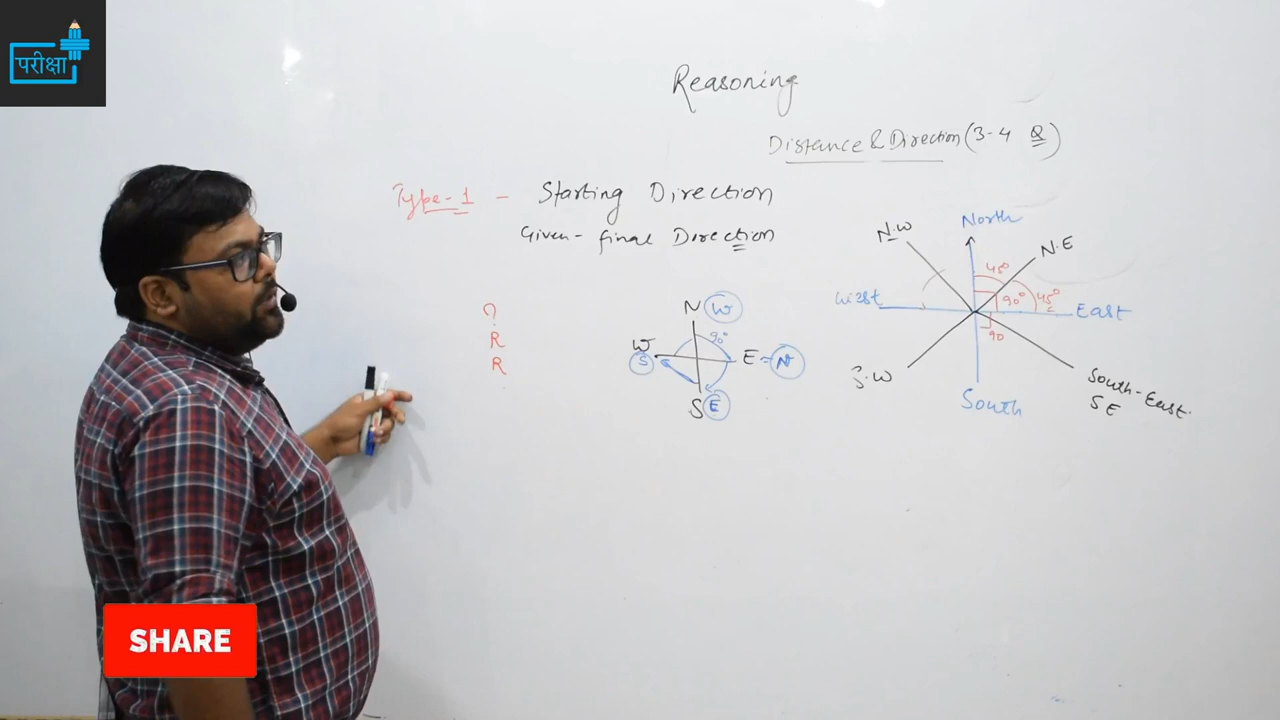 परीक्षा
Reasoning
Distance & Direction (3-4 Q)
Type-1 - Starting Direction
Given - final Direction
North
N.W
N.E
45°
West
90°
45°
East
90
S.W
South
South-East
SE
?
R
R
N W
W
S
90°
E = N
S E
SHARE